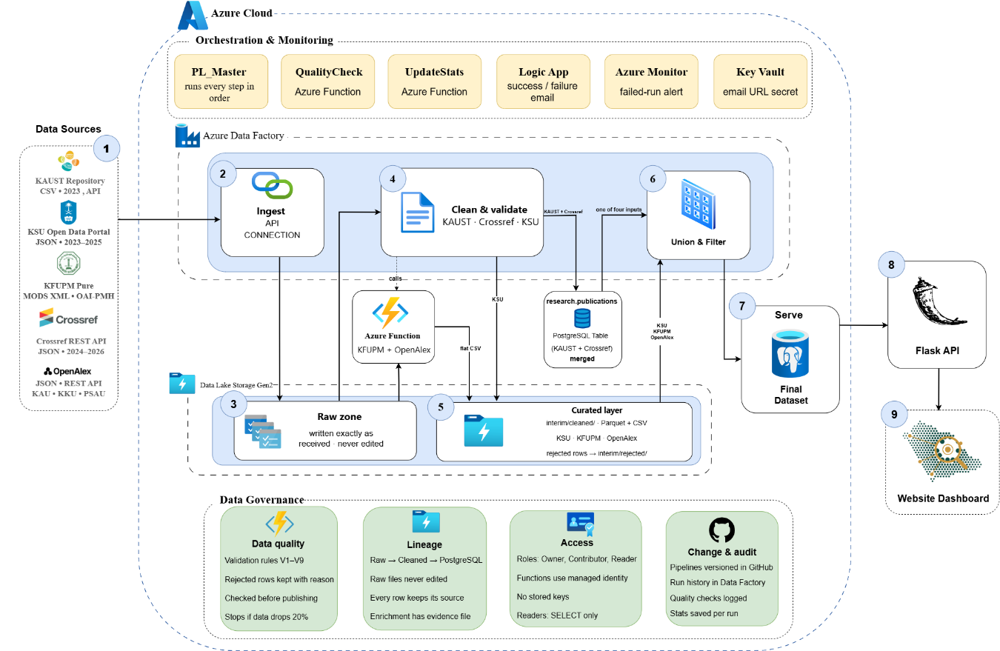 Azure Cloud
Orchestration & Monitoring
PL_Master
runs every step in
order
QualityCheck
Azure Function
UpdateStats
Azure Function
Logic App
success / failure
email
Azure Monitor
failed-run alert
Key Vault
email URL secret
Data Sources
1
KAUST Repository
CSV • 2023 , API
KSU Open Data Portal
JSON • 2023–2025
KFUPM Pure
MODS XML • OAI-PMH
Crossref
Crossref REST API
JSON • 2024–2026
OpenAlex
JSON • REST API
KAU • KKU • PSAU
Azure Data Factory
2
Ingest
API
CONNECTION
4
Clean & validate
KAUST · Crossref · KSU
KAUST + Crossref
one of four inputs
6
Union & Filter
calls
Azure Function
KFUPM + OpenAlex
flat CSV
KSU
research.publications
PostgreSQL Table
(KAUST + Crossref)
merged
KSU
KFUPM
OpenAlex
7
Serve
Final
Dataset
8
Flask API
9
Website Dashboard
Data Lake Storage Gen2
3
Raw zone
written exactly as
received · never edited
5
Curated layer
interim/cleaned/ · Parquet + CSV
KSU · KFUPM · OpenAlex
rejected rows → interim/rejected/
Data Governance
Data quality
Validation rules V1–V9
Rejected rows kept with reason
Checked before publishing
Stops if data drops 20%
Lineage
Raw → Cleaned → PostgreSQL
Raw files never edited
Every row keeps its source
Enrichment has evidence file
Access
Roles: Owner, Contributor, Reader
Functions use managed identity
No stored keys
Readers: SELECT only
Change & audit
Pipelines versioned in GitHub
Run history in Data Factory
Quality checks logged
Stats saved per run